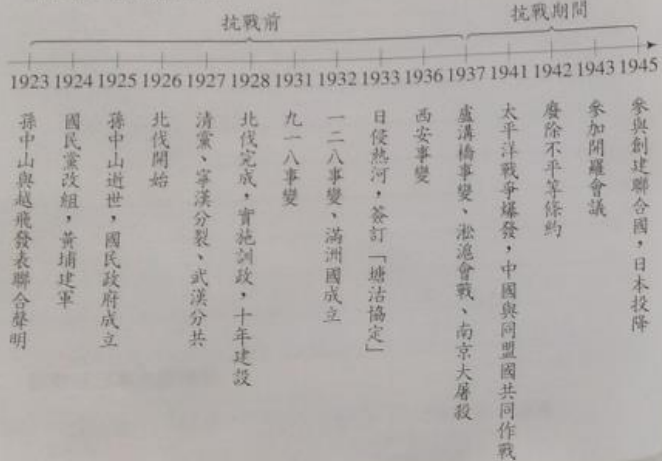 抗戰前
抗戰期間
1923 1924 1925 1926 1927 1928 1931 1932 1933 1936 1937 1941 1942 1943 1945
孫中山與越飛發表聯合聲明
國民黨改組，黃埔建軍
孫中山逝世，國民政府成立
北伐開始
清黨、寧漢分裂、武漢分共
北伐完成，實施訓政，十年建設
九一八事變
一二八事變、滿洲國成立
日侵熱河，簽訂「塘沽協定」
西安事變
盧溝橋事變、淞滬會戰、南京大屠殺
太平洋戰爭爆發，中國與同盟國共同作戰
廢除不平等條約
參加開羅會議
參與創建聯合國，日本投降